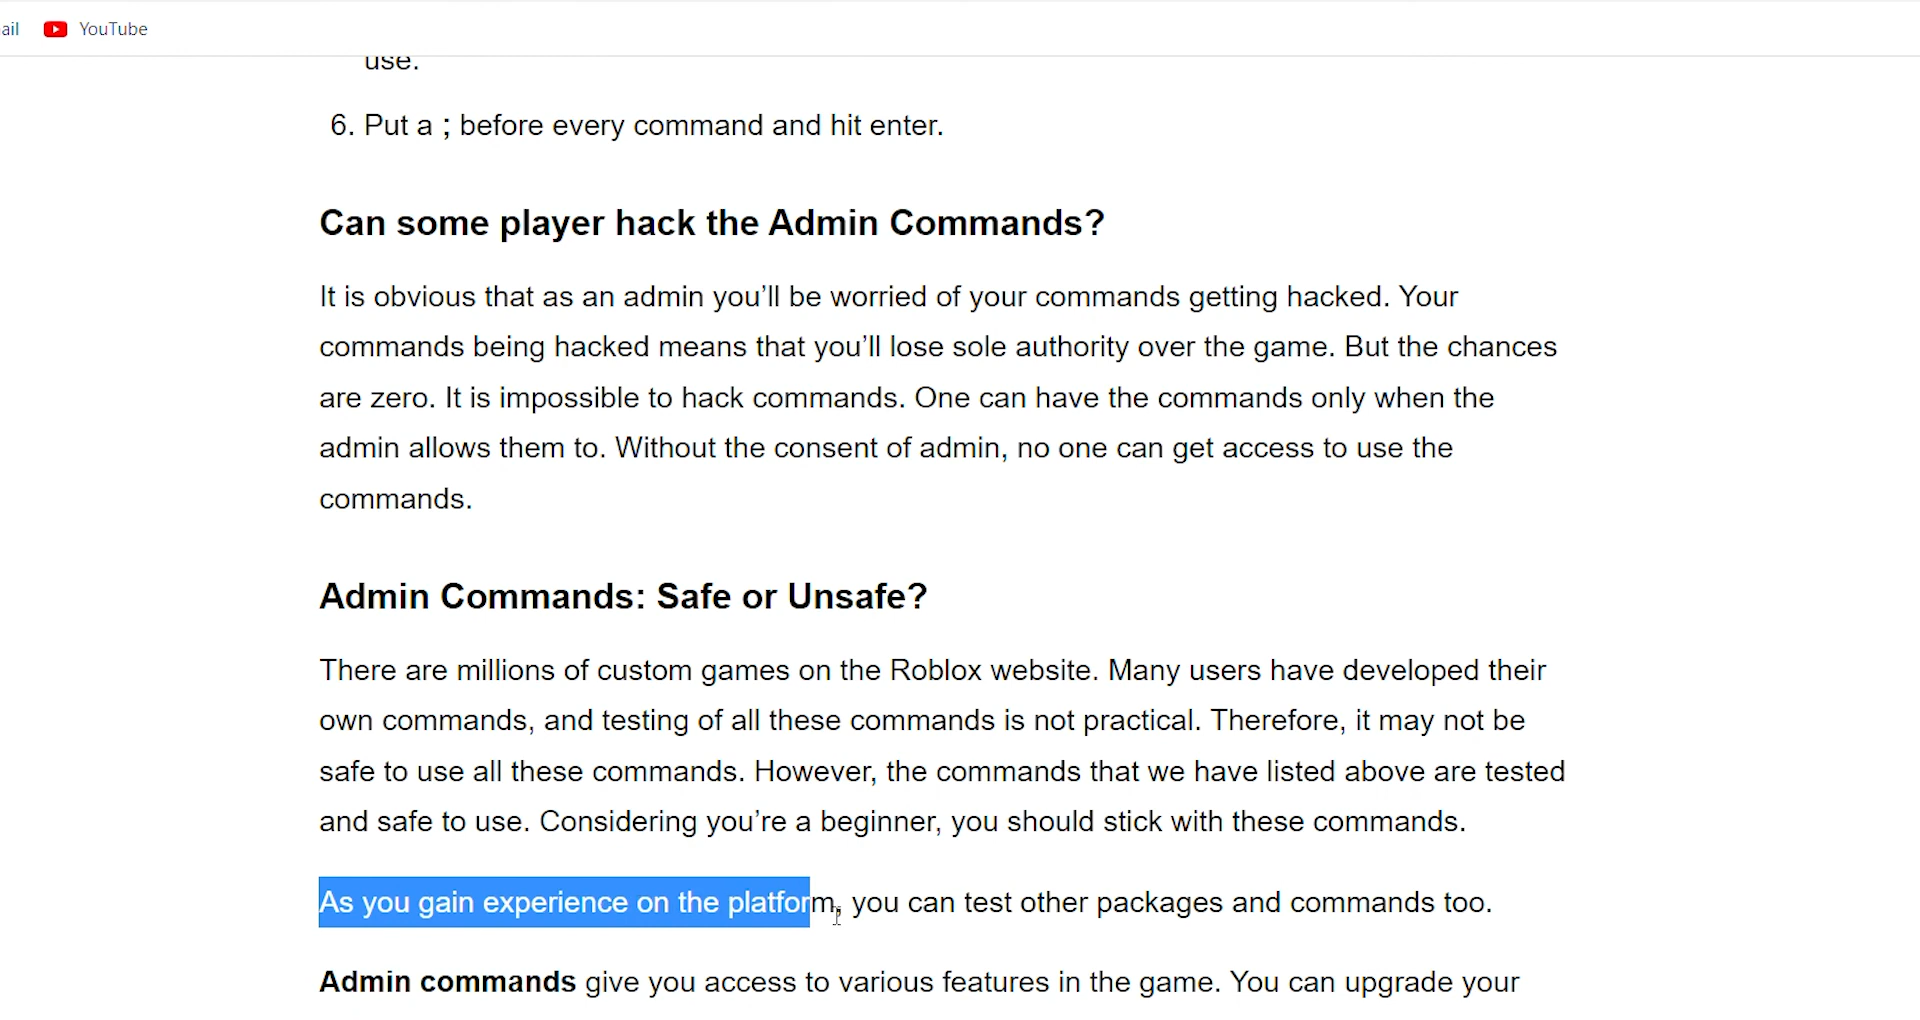 ail YouTube
use.
6. Put a ; before every command and hit enter.
Can some player hack the Admin Commands?
It is obvious that as an admin you’ll be worried of your commands getting hacked. Your
commands being hacked means that you’ll lose sole authority over the game. But the chances
are zero. It is impossible to hack commands. One can have the commands only when the
admin allows them to. Without the consent of admin, no one can get access to use the
commands.
Admin Commands: Safe or Unsafe?
There are millions of custom games on the Roblox website. Many users have developed their
own commands, and testing of all these commands is not practical. Therefore, it may not be
safe to use all these commands. However, the commands that we have listed above are tested
and safe to use. Considering you’re a beginner, you should stick with these commands.
As you gain experience on the platform, you can test other packages and commands too.
Admin commands give you access to various features in the game. You can upgrade your